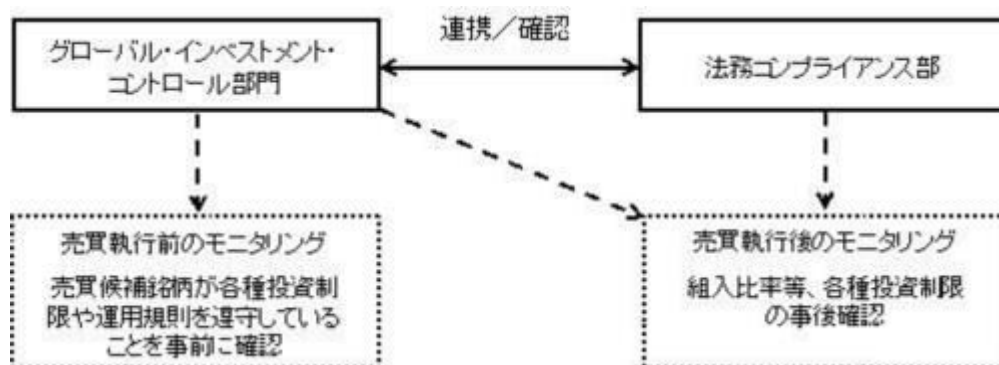 連携／確認
グローバル・インベストメント・
コントロール部門
法務コンプライアンス部
売買執行前のモニタリング
売買候補銘柄が各種投資制
限や運用規則を遵守している
ことを事前に確認
売買執行後のモニタリング
組入比率等、各種投資制限
の事後確認